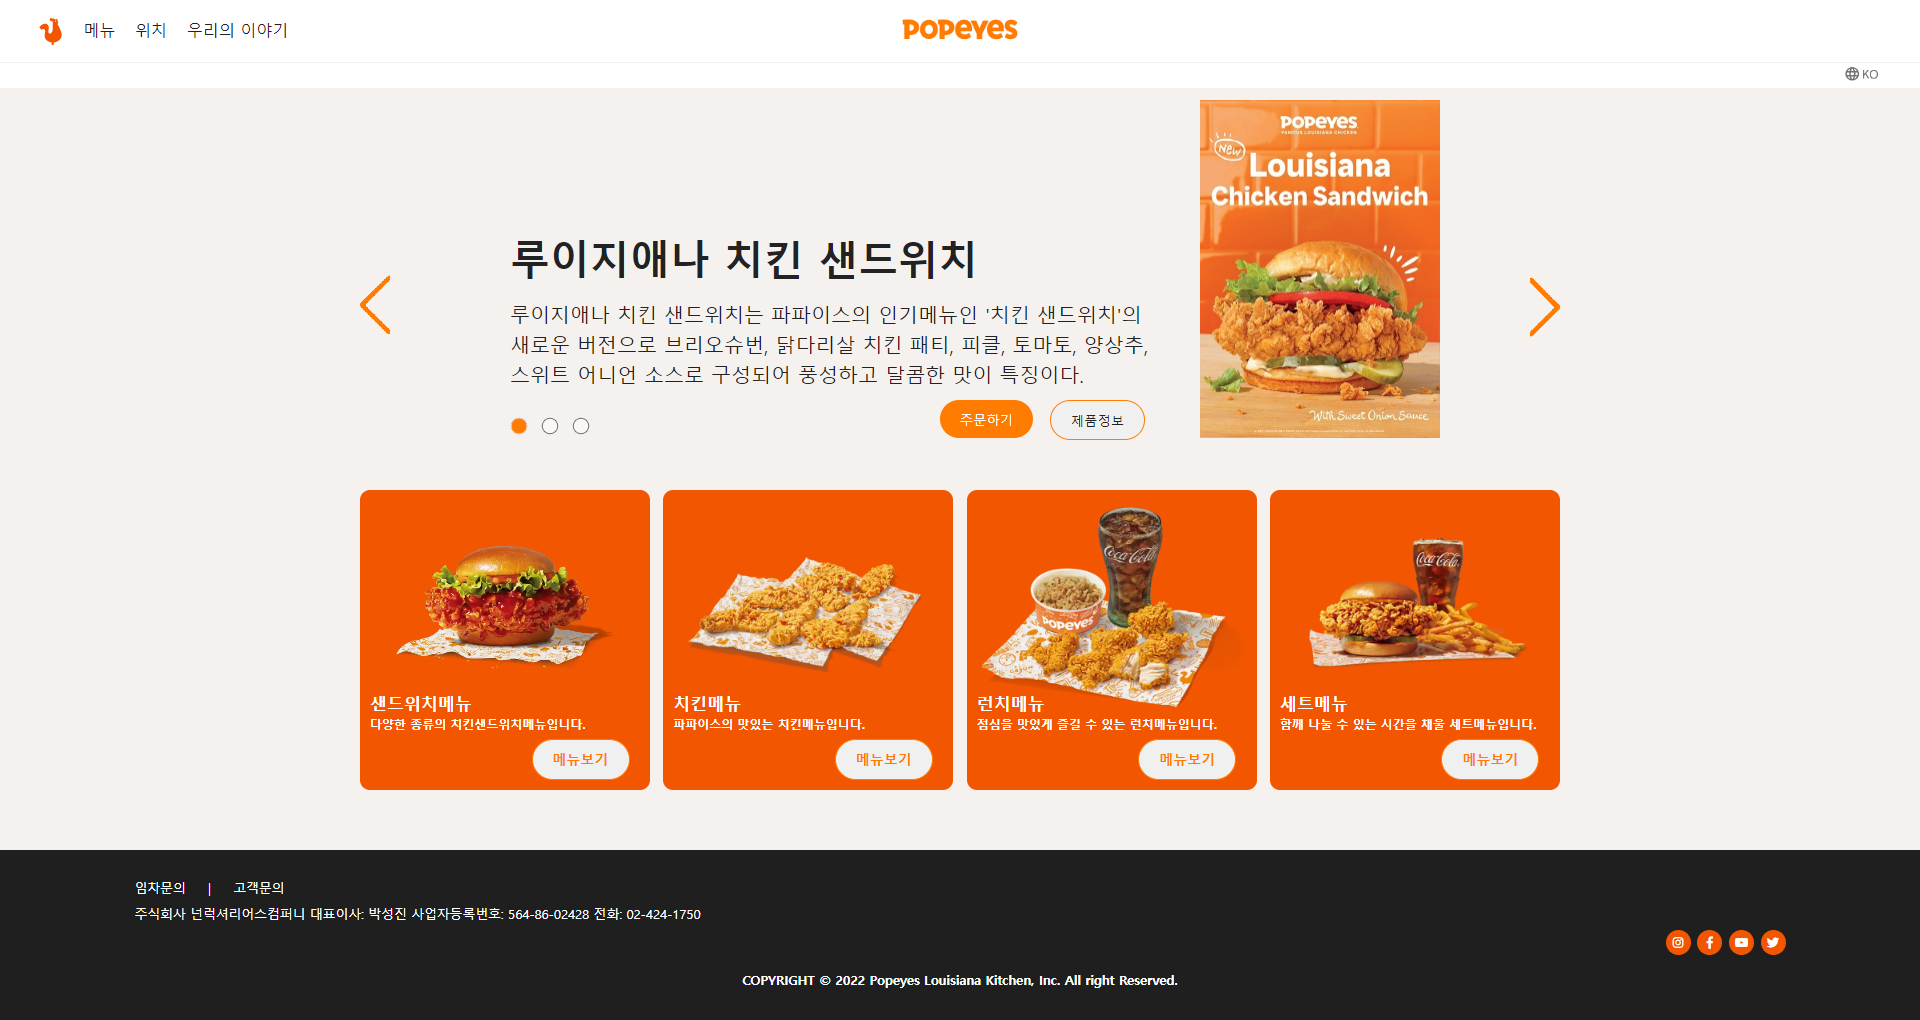 메뉴 위치 우리의 이야기
POPEYES
KO
POPEYES
FAMOUS LOUISIANA CHICKEN
New
Louisiana
Chicken Sandwich
With Sweet Onion Sauce
루이지애나 치킨 샌드위치
루이지애나 치킨 샌드위치는 파파이스의 인기메뉴인 '치킨 샌드위치'의
새로운 버전으로 브리오슈번, 닭다리살 치킨 패티, 피클, 토마토, 양상추,
스위트 어니언 소스로 구성되어 풍성하고 달콤한 맛이 특징이다.
주문하기
제품정보
샌드위치메뉴
다양한 종류의 치킨샌드위치메뉴입니다.
메뉴보기
치킨메뉴
파파이스의 맛있는 치킨메뉴입니다.
메뉴보기
Coca-Cola
POPEYES
런치메뉴
점심을 맛있게 즐길 수 있는 런치메뉴입니다.
메뉴보기
Coca-Cola
세트메뉴
함께 나눌 수 있는 시간을 채울 세트메뉴입니다.
메뉴보기
임차문의 | 고객문의
주식회사 넌럭셔리어스컴퍼니 대표이사: 박성진 사업자등록번호: 564-86-02428 전화: 02-424-1750
COPYRIGHT © 2022 Popeyes Louisiana Kitchen, Inc. All right Reserved.